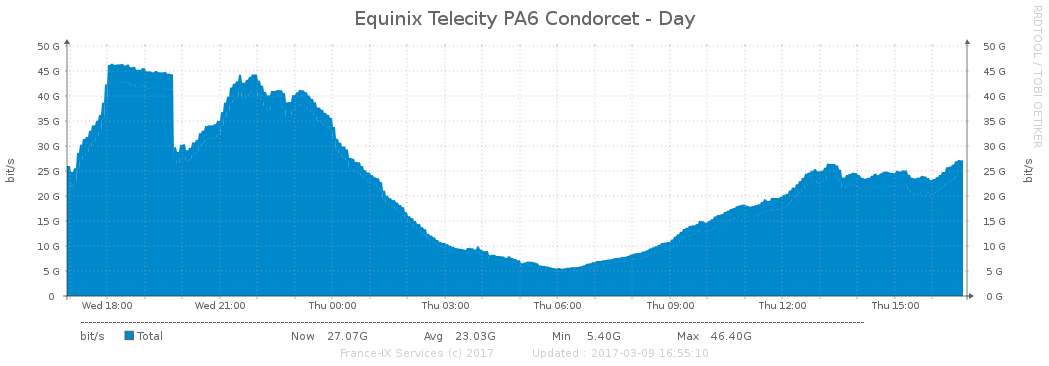 Equinix Telecity PA6 Condorcet - Day
RRDTOOL / TOBI OETIKER
bit/s
50 G
45 G
40 G
35 G
30 G
25 G
20 G
15 G
10 G
5 G
0
50 G
45 G
40 G
35 G
30 G
25 G
20 G
15 G
10 G
5 G
0 G
bit/s
Wed 18:00 Wed 21:00 Thu 00:00 Thu 03:00 Thu 06:00 Thu 09:00 Thu 12:00 Thu 15:00
bit/s Total Now 27.07G Avg 23.03G Min 5.40G Max 46.40G
France-IX Services (c) 2017 Updated : 2017-03-09 16:55:10